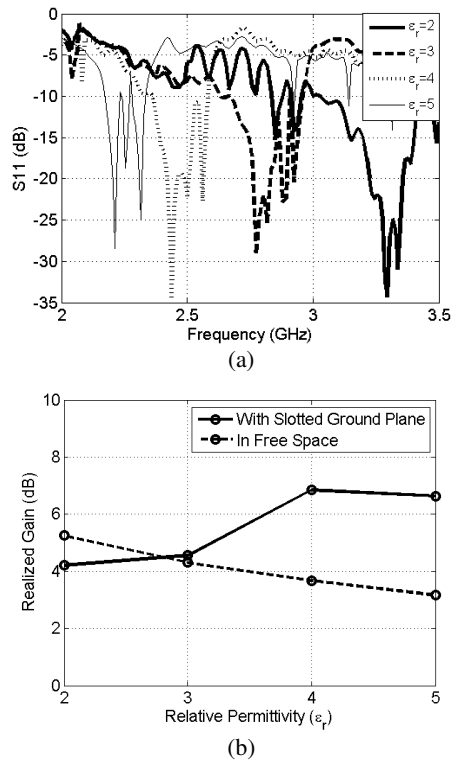 0
-5
-10
-15
-20
-25
-30
-35
S11 (dB)
2
2.5
3
3.5
Frequency (GHz)
εr=2
εr=3
εr=4
εr=5
(a)
10
8
6
4
2
0
Realized Gain (dB)
With Slotted Ground Plane
In Free Space
2
3
4
5
Relative Permittivity (εr)
(b)